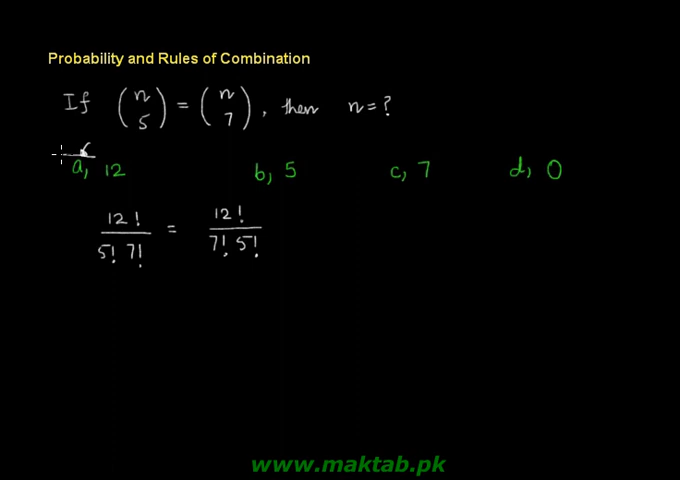 Probability and Rules of Combination
If (n 5) = (n 7), then n = ?
a, 12 b, 5 c, 7 d, 0
12! / 5! 7! = 12! / 7! 5!
www.maktab.pk